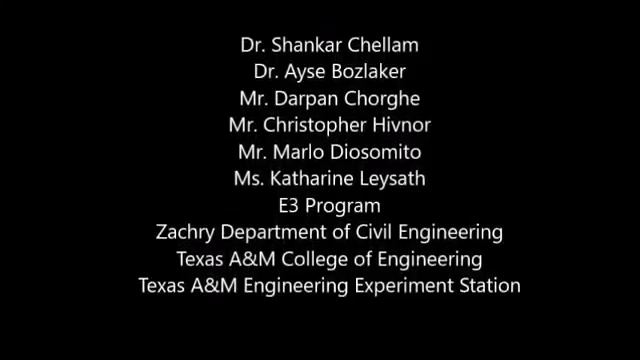 Dr. Shankar Chellam
Dr. Ayse Bozlaker
Mr. Darpan Chorghe
Mr. Christopher Hivnor
Mr. Marlo Diosomito
Ms. Katharine Leysath
E3 Program
Zachry Department of Civil Engineering
Texas A&M College of Engineering
Texas A&M Engineering Experiment Station